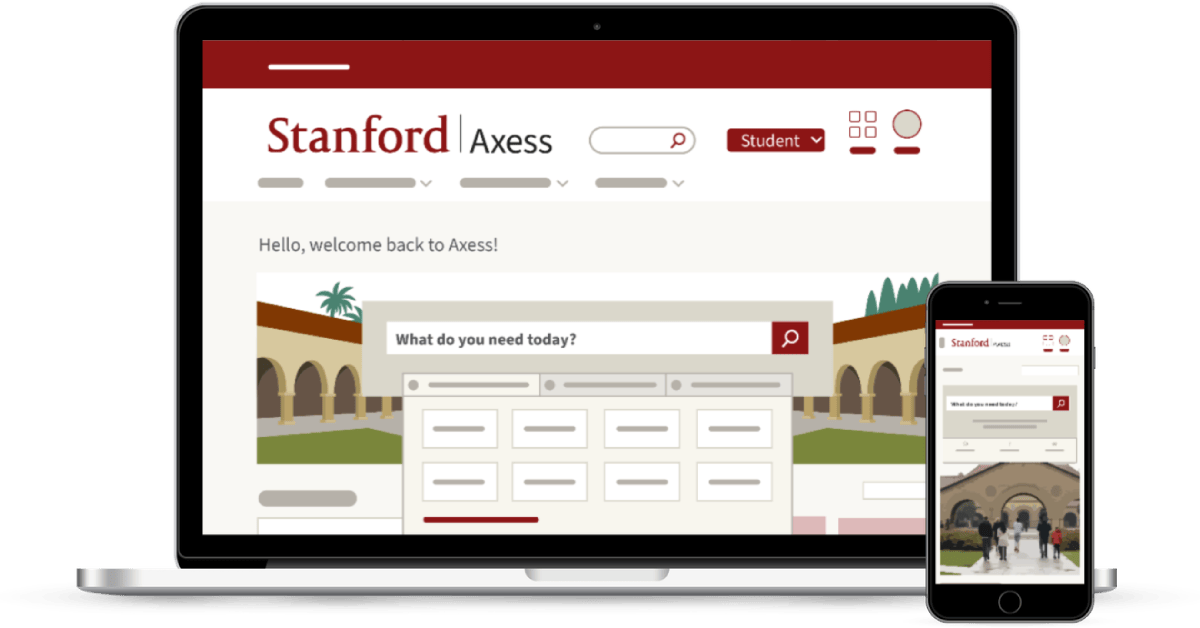 Stanford | Axess
Student
Hello, welcome back to Axess!
What do you need today?
Stanford Axess
What do you need today?